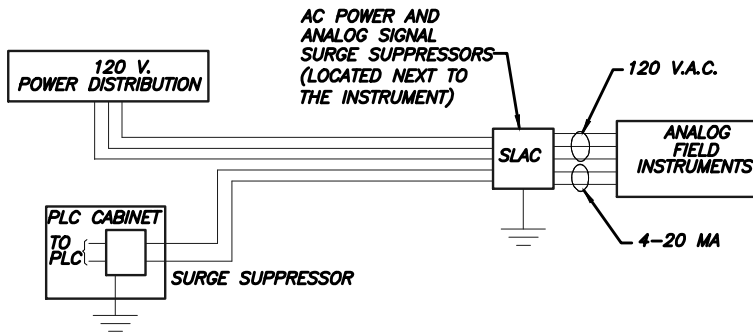 AC POWER AND
ANALOG SIGNAL
SURGE SUPPRESSORS
(LOCATED NEXT TO
THE INSTRUMENT)
120 V.
POWER DISTRIBUTION
120 V.A.C.
SLAC
ANALOG
FIELD
INSTRUMENTS
PLC CABINET
TO
PLC
SURGE SUPPRESSOR
4-20 MA